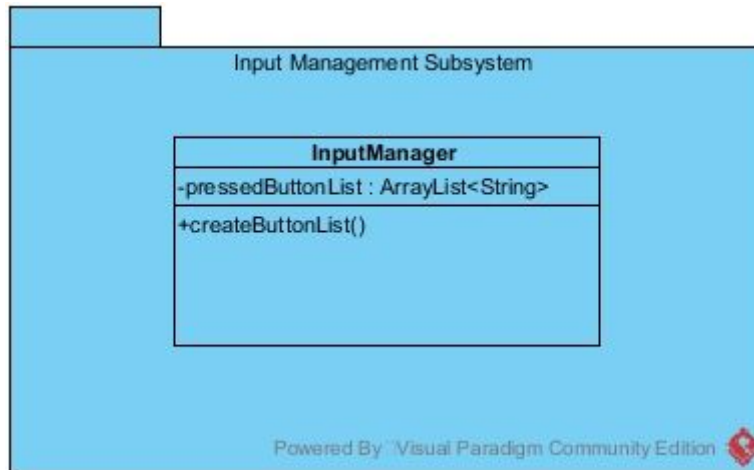 Input Management Subsystem
InputManager
-pressedButtonList : ArrayList<String>
+createButtonList()
Powered By Visual Paradigm Community Edition